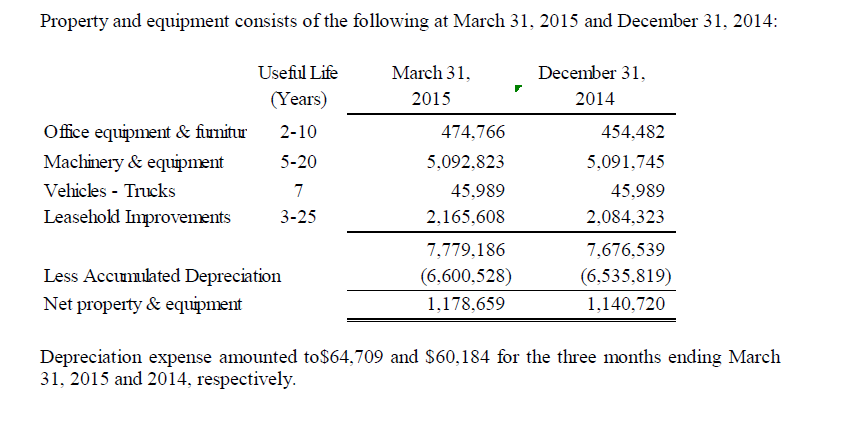 Property and equipment consists of the following at March 31, 2015 and December 31, 2014:
Useful Life March 31, December 31,
(Years) 2015 2014
Office equipment & furnitur 2-10 474,766 454,482
Machinery & equipment 5-20 5,092,823 5,091,745
Vehicles - Trucks 7 45,989 45,989
Leasehold Improvements 3-25 2,165,608 2,084,323
7,779,186 7,676,539
Less Accumulated Depreciation (6,600,528) (6,535,819)
Net property & equipment 1,178,659 1,140,720
Depreciation expense amounted to$64,709 and $60,184 for the three months ending March
31, 2015 and 2014, respectively.